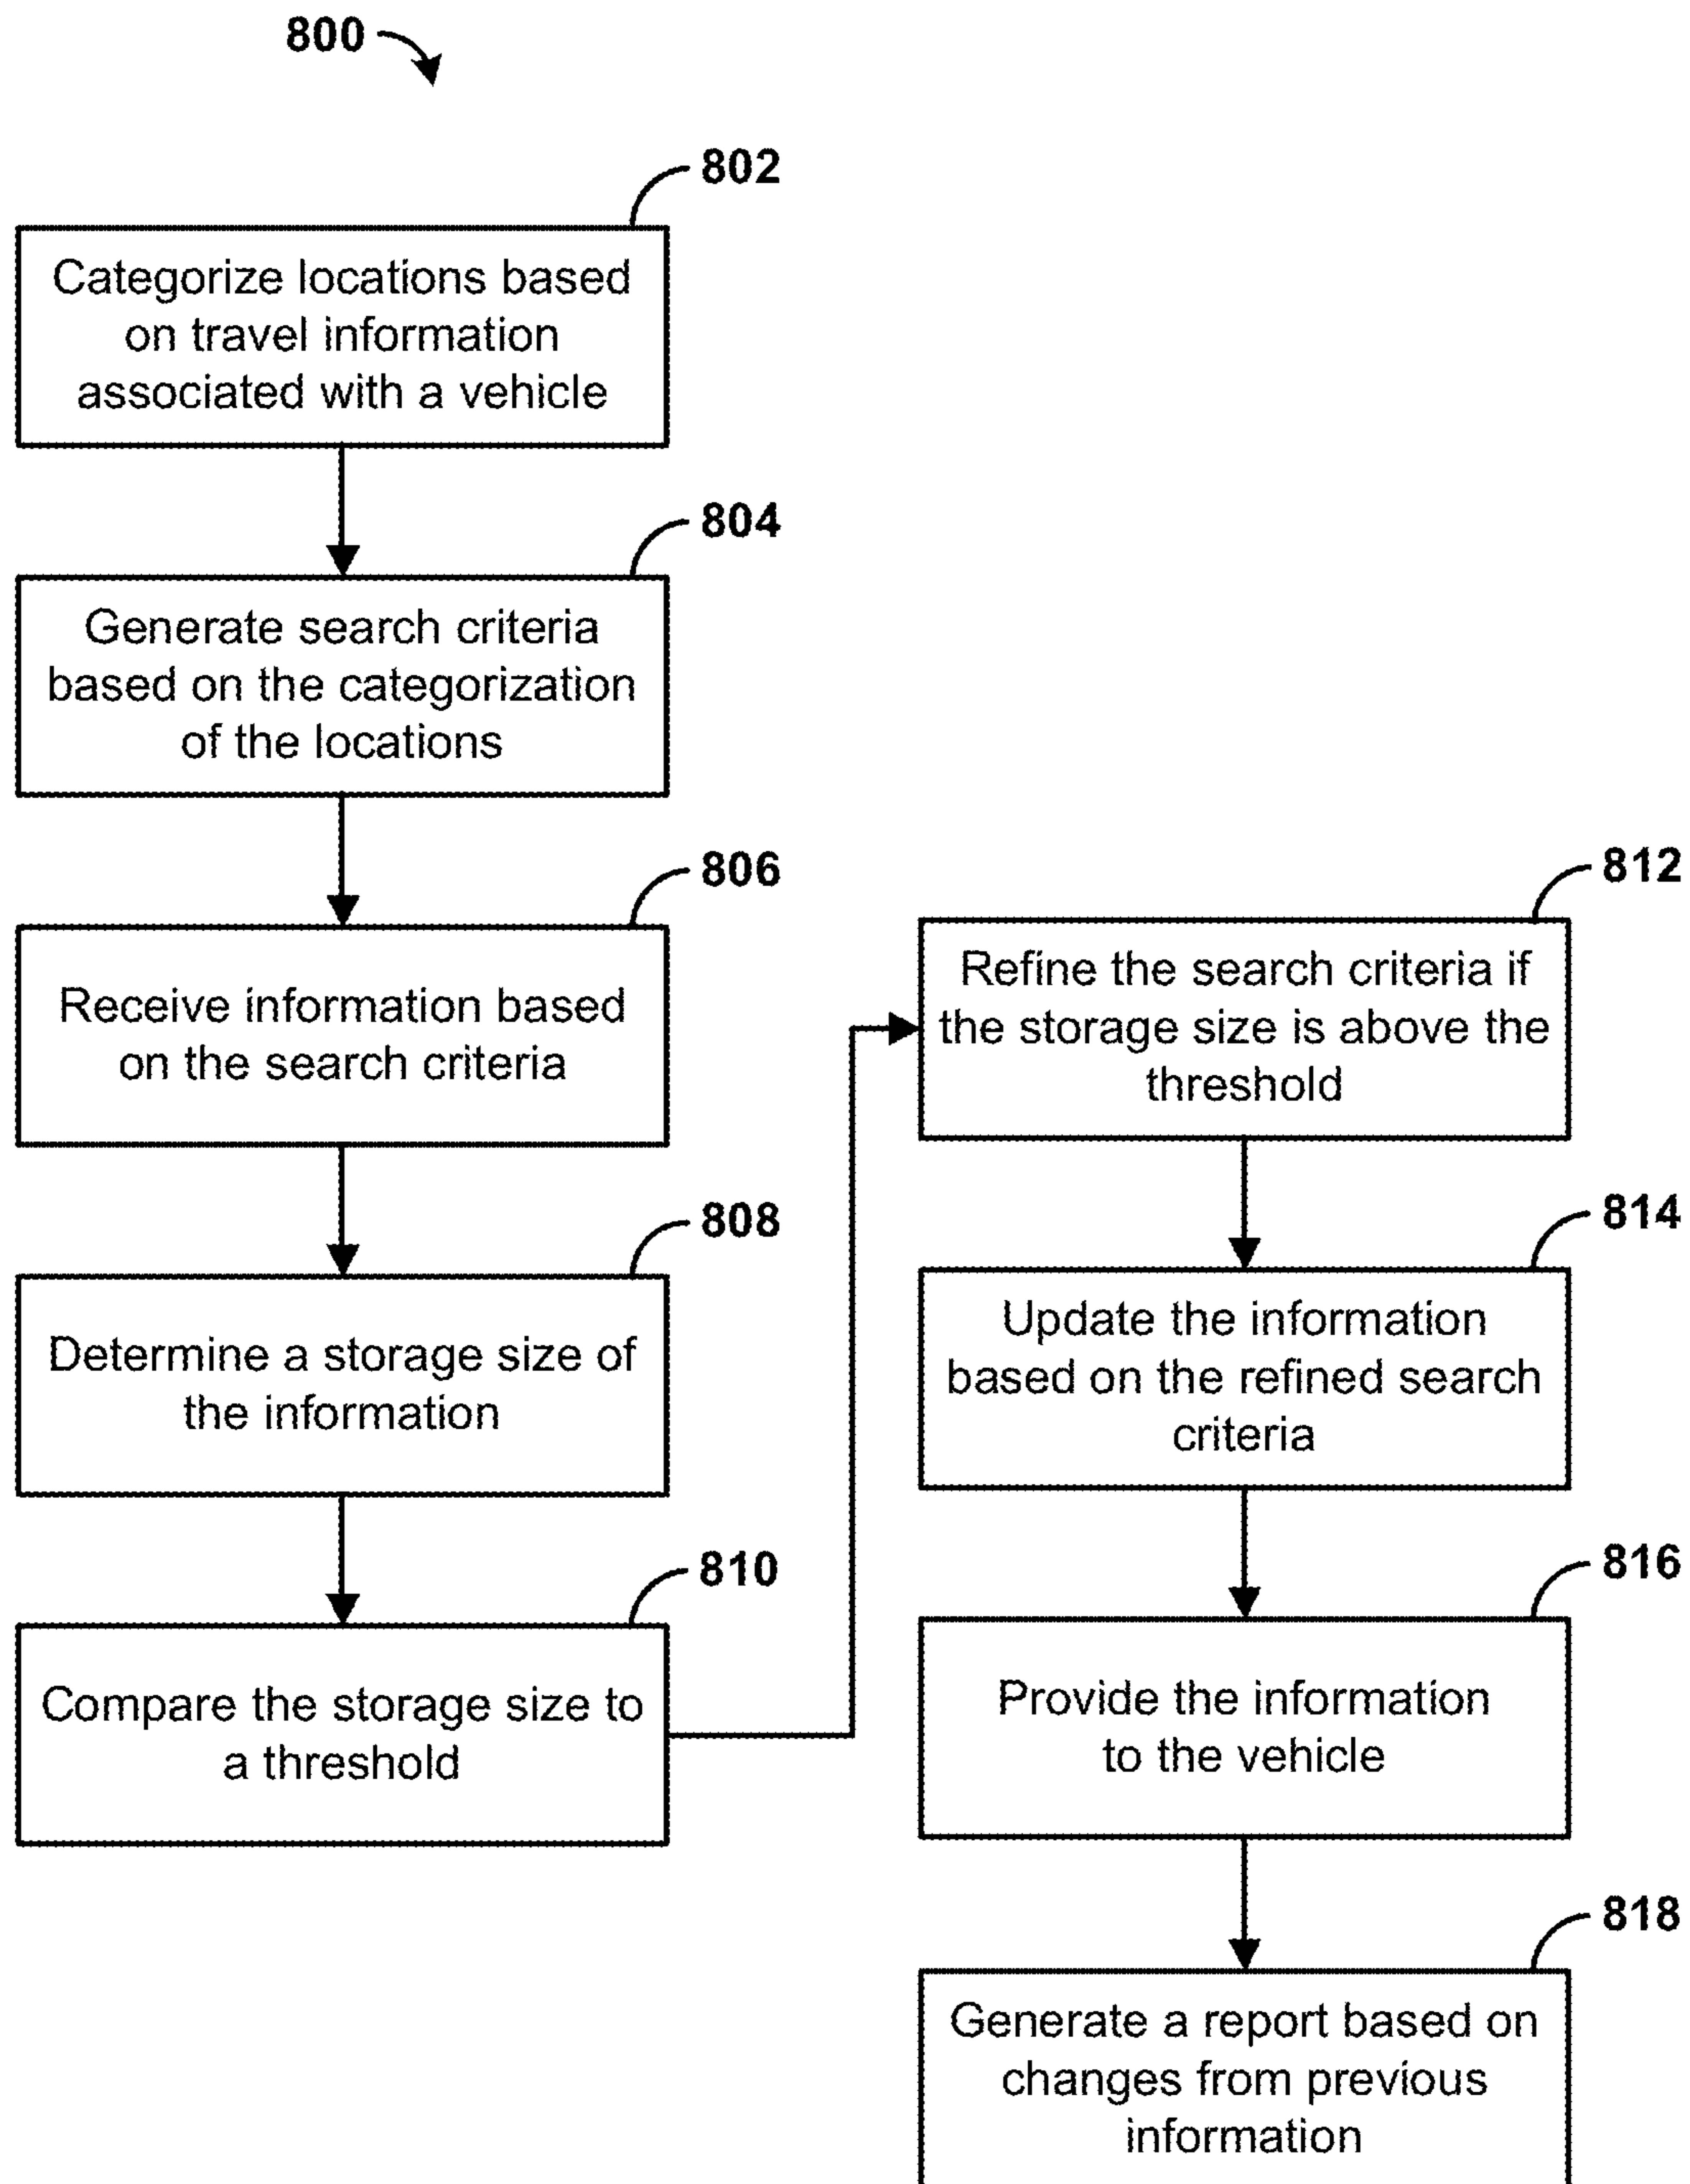 800
802
Categorize locations based
on travel information
associated with a vehicle
804
Generate search criteria
based on the categorization
of the locations
806
Receive information based
on the search criteria
808
Determine a storage size of
the information
810
Compare the storage size to
a threshold
812
Refine the search criteria if
the storage size is above the
threshold
814
Update the information
based on the refined search
criteria
816
Provide the information
to the vehicle
818
Generate a report based on
changes from previous
information